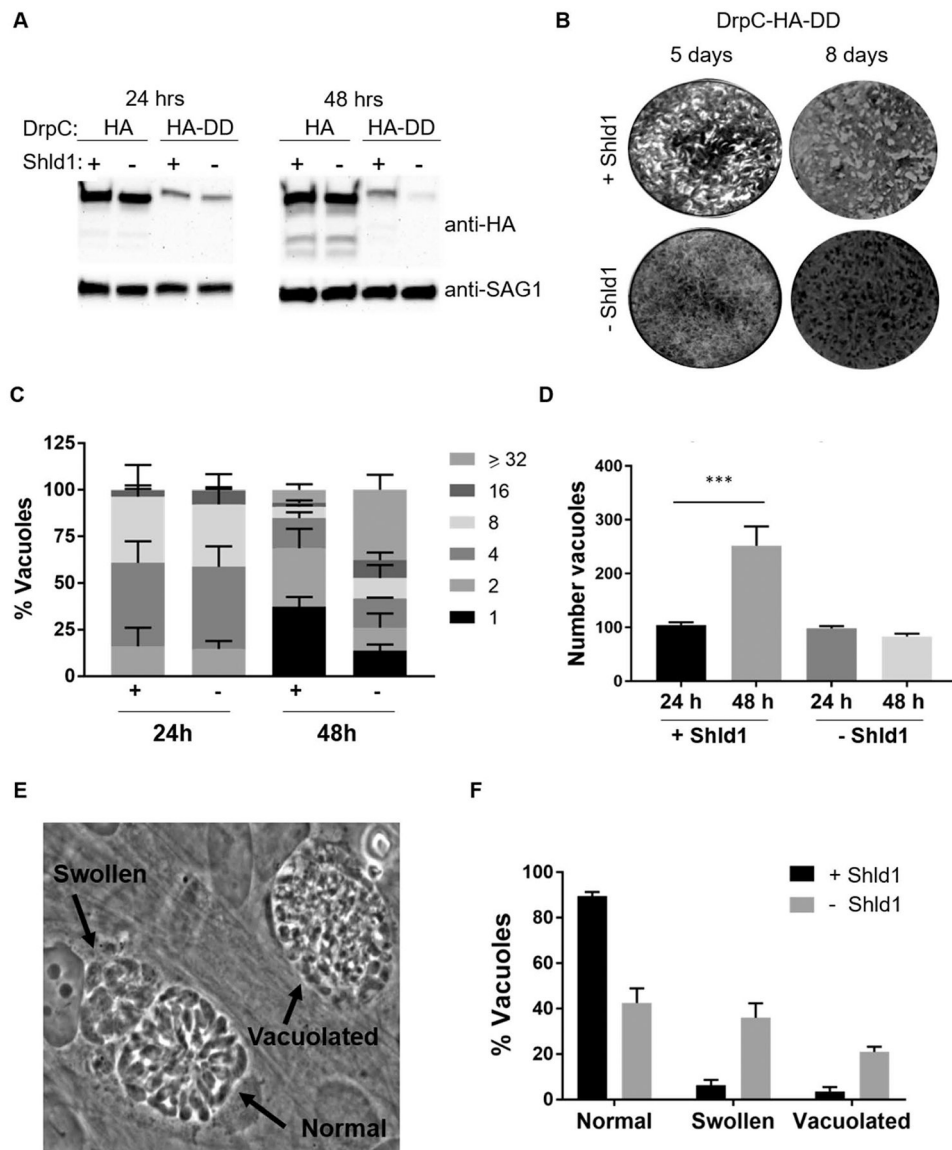 A
24 hrs 48 hrs
DrpC: HA HA-DD HA HA-DD
Shld1: + - + - + - + -
anti-HA
anti-SAG1
B
DrpC-HA-DD
5 days 8 days
+ Shld1
- Shld1
C
% Vacuoles
125
100
75
50
25
0
+ - + -
24h 48h
⩾ 32
16
8
4
2
1
D
Number vacuoles
400
300
200
100
0
***
24 h 48 h 24 h 48 h
+ Shld1 - Shld1
E
Swollen
Vacuolated
Normal
F
% Vacuoles
100
80
60
40
20
0
+ Shld1
- Shld1
Normal Swollen Vacuolated